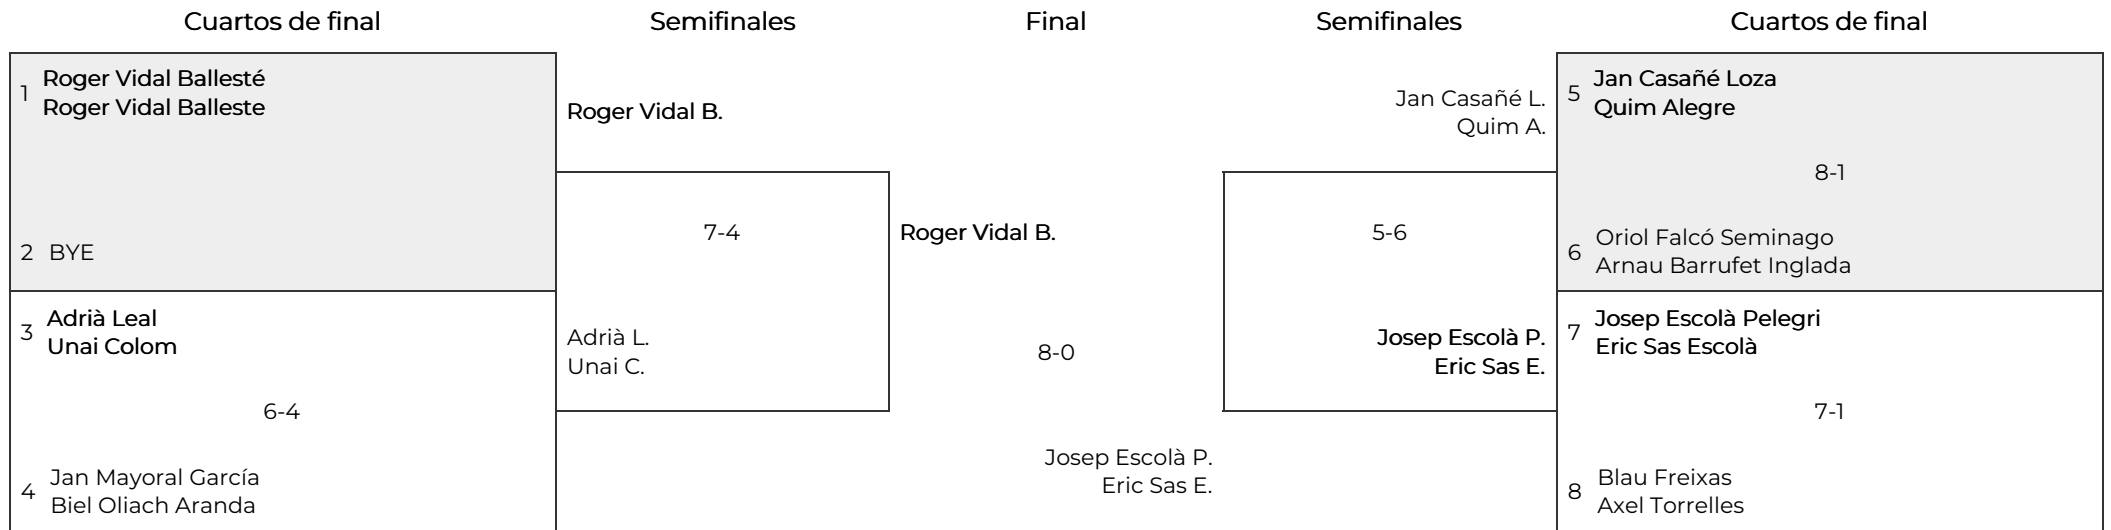 Cuartos de final
Semifinales
Final
Semifinales
Cuartos de final
1
Roger Vidal Ballesté
Roger Vidal Balleste
2 BYE
3
Adrià Leal
Unai Colom
6-4
4
Jan Mayoral García
Biel Oliach Aranda
Roger Vidal B.
7-4
Adrià L.
Unai C.
Roger Vidal B.
8-0
Josep Escolà P.
Eric Sas E.
Jan Casañé L.
Quim A.
5-6
Josep Escolà P.
Eric Sas E.
5
Jan Casañé Loza
Quim Alegre
8-1
6
Oriol Falcó Seminago
Arnau Barrufet Inglada
7
Josep Escolà Pelegri
Eric Sas Escolà
7-1
8
Blau Freixas
Axel Torrelles